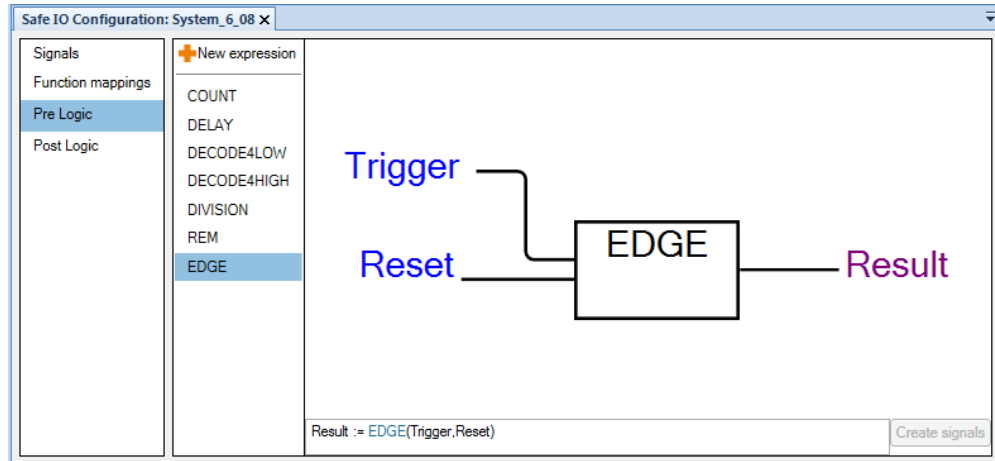 Safe IO Configuration: System_6_08 X
Signals
Function mappings
Pre Logic
Post Logic
New expression
COUNT
DELAY
DECODE4LOW
DECODE4HIGH
DIVISION
REM
EDGE
Trigger
Reset
EDGE
Result
Result := EDGE(Trigger,Reset)
Create signals